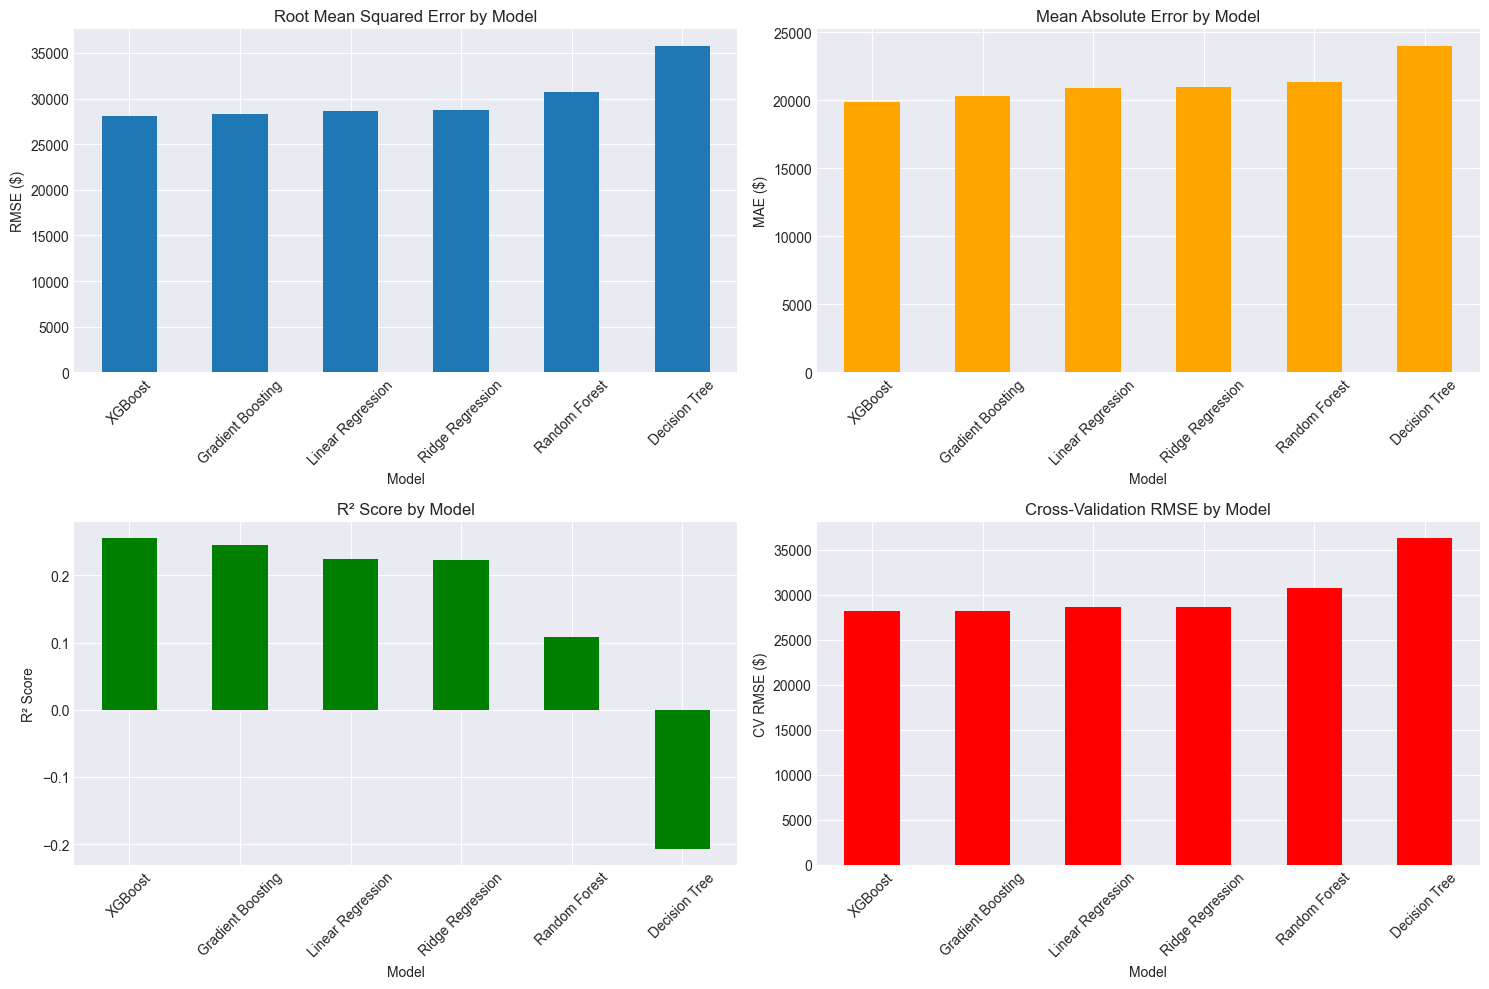 Root Mean Squared Error by Model
RMSE ($)
35000
30000
25000
20000
15000
10000
5000
0
XGBoost
Gradient Boosting
Linear Regression
Ridge Regression
Random Forest
Decision Tree
Model
Mean Absolute Error by Model
MAE ($)
25000
20000
15000
10000
5000
0
XGBoost
Gradient Boosting
Linear Regression
Ridge Regression
Random Forest
Decision Tree
Model
R² Score by Model
R² Score
0.2
0.1
0.0
−0.1
−0.2
XGBoost
Gradient Boosting
Linear Regression
Ridge Regression
Random Forest
Decision Tree
Model
Cross-Validation RMSE by Model
CV RMSE ($)
35000
30000
25000
20000
15000
10000
5000
0
XGBoost
Gradient Boosting
Linear Regression
Ridge Regression
Random Forest
Decision Tree
Model